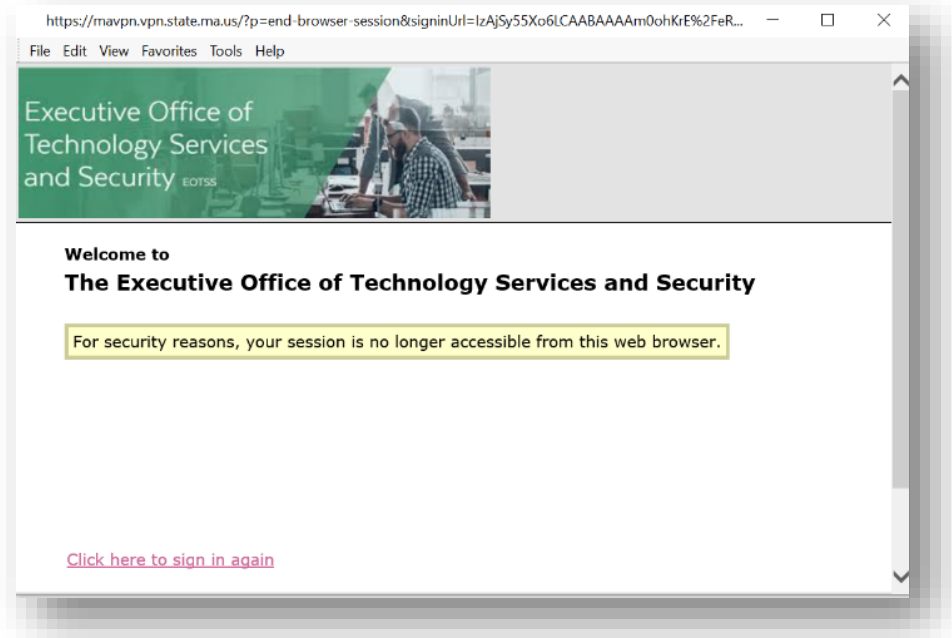 https://mavpn.vpn.state.ma.us/?p=end-browser-session&signinUrl=IzAjSy55Xo6LCAABAAAAm0ohKrE%2FeR...
File Edit View Favorites Tools Help
Executive Office of
Technology Services
and Security EOTSS
Welcome to
The Executive Office of Technology Services and Security
For security reasons, your session is no longer accessible from this web browser.
Click here to sign in again